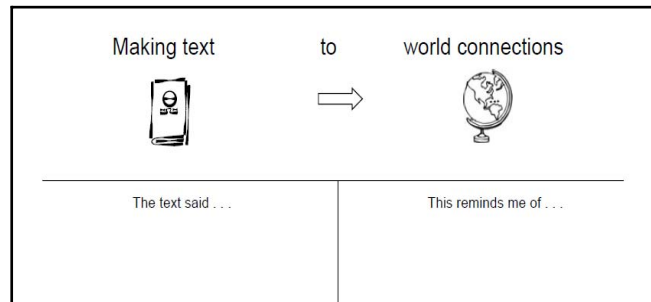 Making text to world connections
The text said . . .
This reminds me of . . .